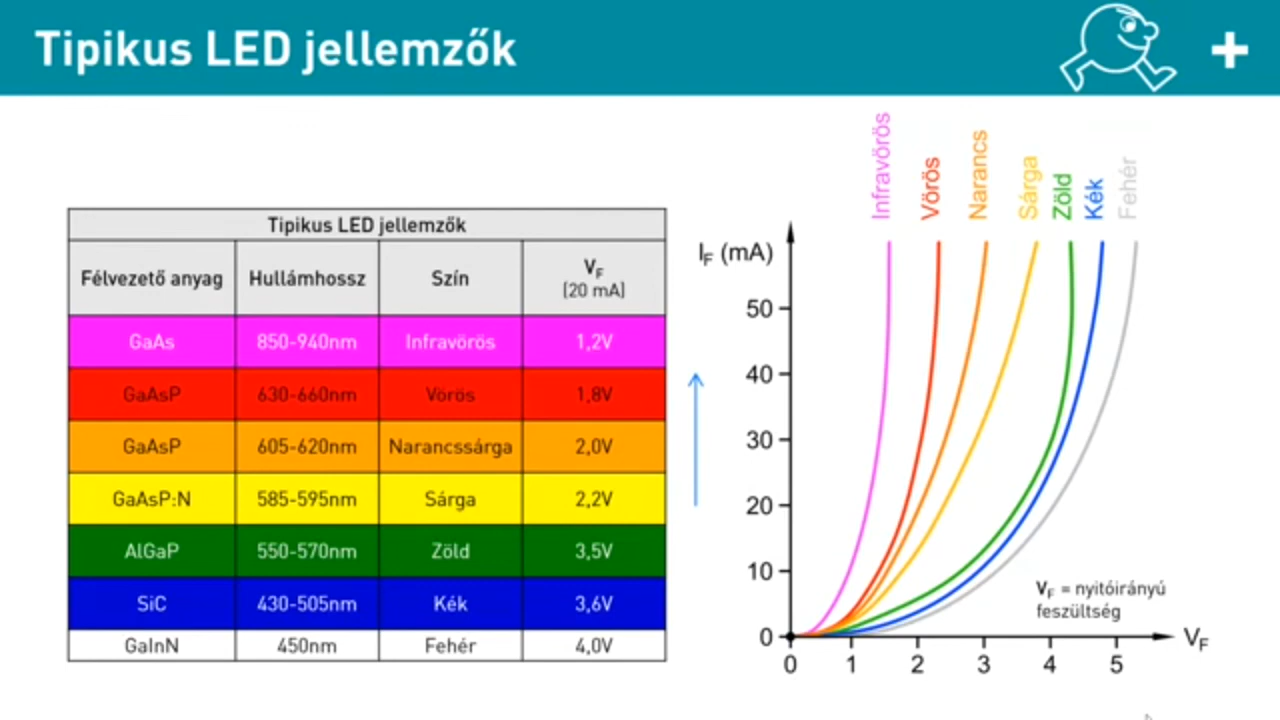 Tipikus LED jellemzők
Tipikus LED jellemzők
Félvezető anyag Hullámhossz Szín VF (20 mA)
GaAs 850-940nm Infravörös 1,2V
GaAsP 630-660nm Vörös 1,8V
GaAsP 605-620nm Narancssárga 2,0V
GaAsP:N 585-595nm Sárga 2,2V
AlGaP 550-570nm Zöld 3,5V
SiC 430-505nm Kék 3,6V
GaInN 450nm Fehér 4,0V
Infravörös
Vörös
Narancs
Sárga
Zöld
Kék
Fehér
IF (mA)
50
40
30
20
10
0
0 1 2 3 4 5
VF
VF = nyitóirányú
feszültség